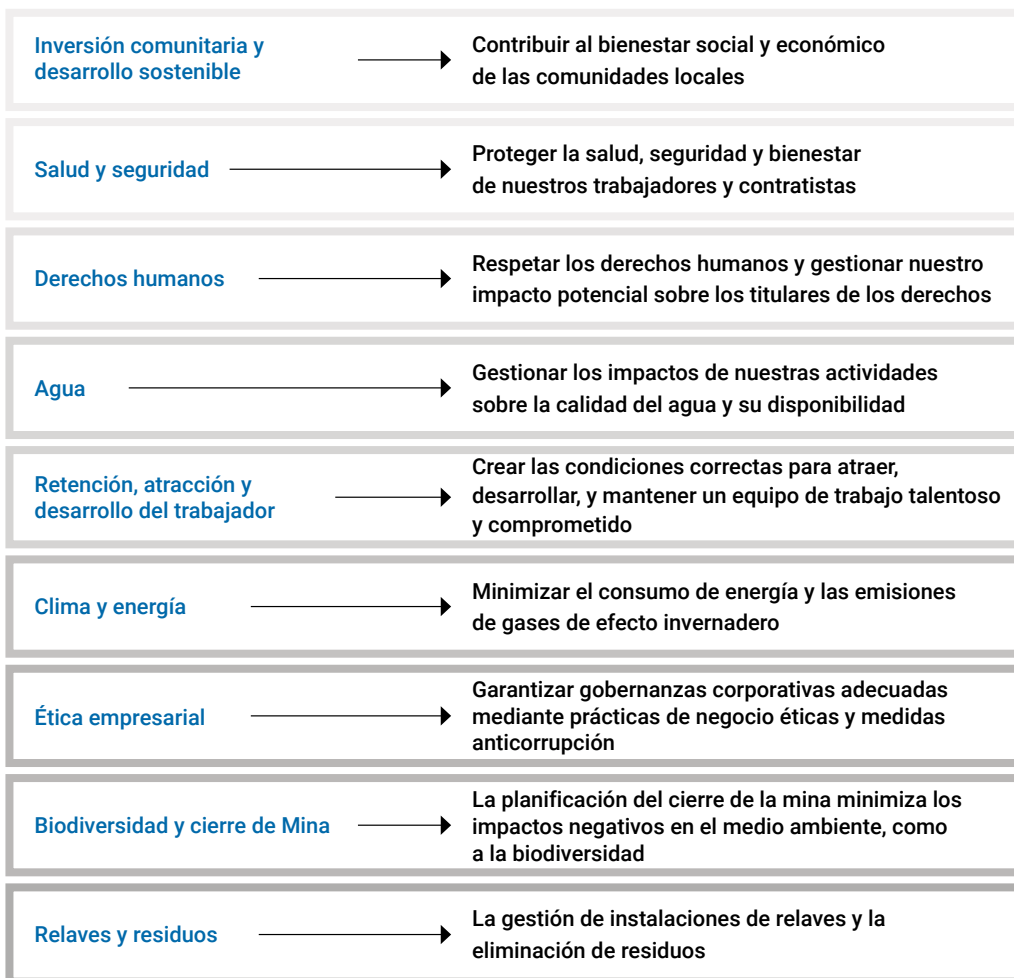 Inversión comunitaria y
desarrollo sostenible
Contribuir al bienestar social y económico
de las comunidades locales
Salud y seguridad
Proteger la salud, seguridad y bienestar
de nuestros trabajadores y contratistas
Derechos humanos
Respetar los derechos humanos y gestionar nuestro
impacto potencial sobre los titulares de los derechos
Agua
Gestionar los impactos de nuestras actividades
sobre la calidad del agua y su disponibilidad
Retención, atracción y
desarrollo del trabajador
Crear las condiciones correctas para atraer,
desarrollar, y mantener un equipo de trabajo talentoso
y comprometido
Clima y energía
Minimizar el consumo de energía y las emisiones
de gases de efecto invernadero
Ética empresarial
Garantizar gobernanzas corporativas adecuadas
mediante prácticas de negocio éticas y medidas
anticorrupción
Biodiversidad y cierre de Mina
La planificación del cierre de la mina minimiza los
impactos negativos en el medio ambiente, como
a la biodiversidad
Relaves y residuos
La gestión de instalaciones de relaves y la
eliminación de residuos